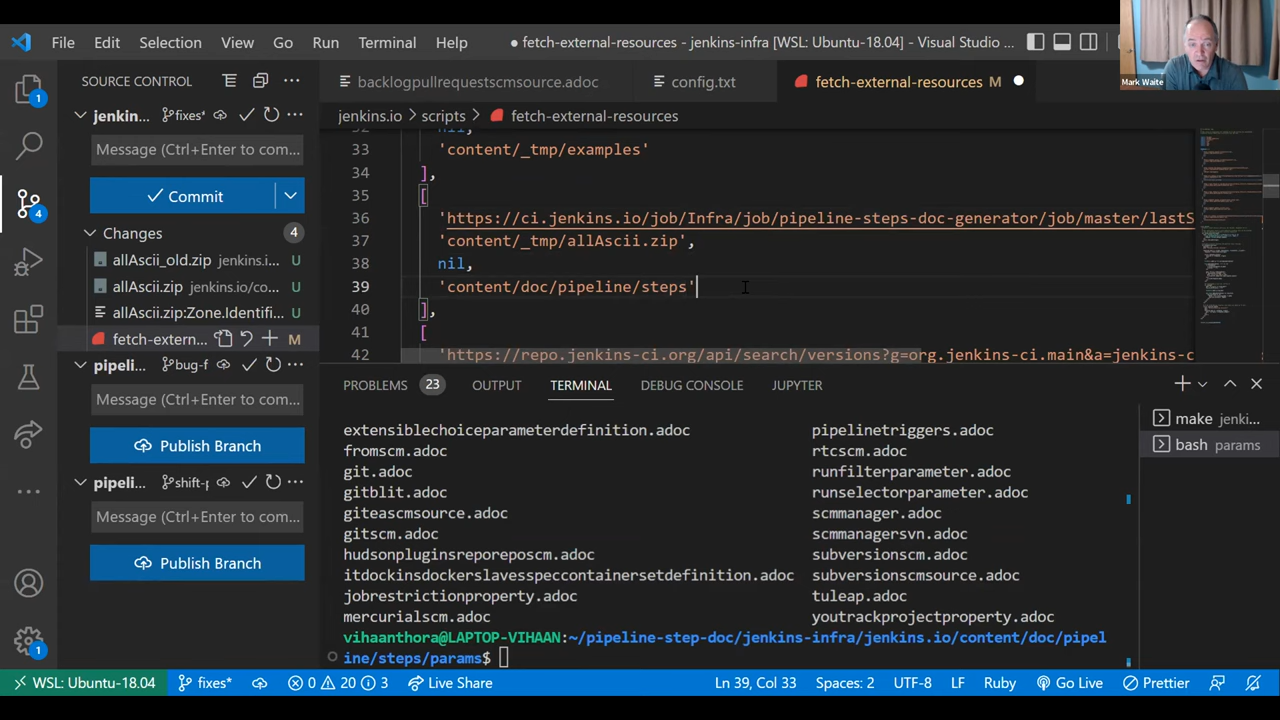 File Edit Selection View Go Run Terminal Help
● fetch-external-resources - jenkins-infra [WSL: Ubuntu-18.04] - Visual Studio ...
Mark Waite
SOURCE CONTROL
backlogpullrequestscmsource.adoc config.txt fetch-external-resources M
jenkins.io > scripts > fetch-external-resources
jenkin... fixes*
Message (Ctrl+Enter to com...
Commit
Changes 4
allAscii_old.zip jenkins.i... U
allAscii.zip jenkins.io/co... U
allAscii.zip:Zone.Identifi... U
fetch-extern... M
pipeli... bug-f
Message (Ctrl+Enter to com...
Publish Branch
pipeli... shift-p
Message (Ctrl+Enter to com...
Publish Branch
1
4
1
32 nil,
33 'content/_tmp/examples'
34 ],
35 [
36 'https://ci.jenkins.io/job/Infra/job/pipeline-steps-doc-generator/job/master/lastS
37 'content/_tmp/allAscii.zip',
38 nil,
39 'content/doc/pipeline/steps'
40 ],
41 [
42 'https://repo.jenkins-ci.org/api/search/versions?g=org.jenkins-ci.main&a=jenkins-c
PROBLEMS 23 OUTPUT TERMINAL DEBUG CONSOLE JUPYTER
extensiblechoiceparameterdefinition.adoc pipelinetriggers.adoc
fromscm.adoc rtcscm.adoc
git.adoc runfilterparameter.adoc
gitblit.adoc runselectorparameter.adoc
giteascmsource.adoc scmmanager.adoc
gitscm.adoc scmmanagersvn.adoc
hudsonpluginsreporeposcm.adoc subversionscm.adoc
itdockinsdockerslavesspeccontainersetdefinition.adoc subversionscmsource.adoc
jobrestrictionproperty.adoc tuleap.adoc
mercurialscm.adoc youtrackprojectproperty.adoc
vihaanthora@LAPTOP-VIHAAN:~/pipeline-step-doc/jenkins-infra/jenkins.io/content/doc/pipel
ine/steps/params$
make jenki...
bash params
WSL: Ubuntu-18.04 fixes* 0 20 3 Live Share Ln 39, Col 33 Spaces: 2 UTF-8 LF Ruby Go Live Prettier